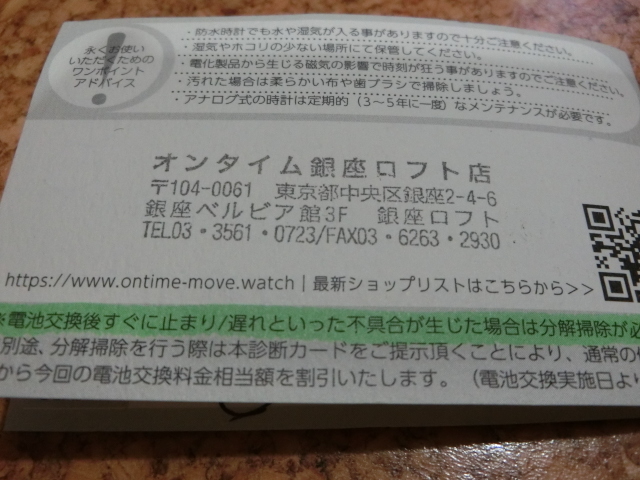 永くお使い
いただくための
ワンポイント
アドバイス
・防水時計でも水や湿気が入る事がありますので十分ご注意ください。
・湿気やホコリの少ない場所にて保管してください。
・電化製品から生じる磁気の影響で時刻が狂う事がありますのでご注意ください。
・汚れた場合は柔らかい布や歯ブラシで掃除しましょう。
・アナログ式の時計は定期的（3～5年に一度）なメンテナンスが必要です。
オンタイム銀座ロフト店
〒104-0061 東京都中央区銀座2-4-6
銀座ベルビア館3F 銀座ロフト
TEL03・3561・0723/FAX03・6263・2930
https://www.ontime-move.watch｜最新ショップリストはこちらから>>
※電池交換後すぐに止まり/遅れといった不具合が生じた場合は分解掃除が必
別途、分解掃除を行う際は本診断カードをご提示頂くことにより、通常の
から今回の電池交換料金相当額を割引いたします。（電池交換実施日より